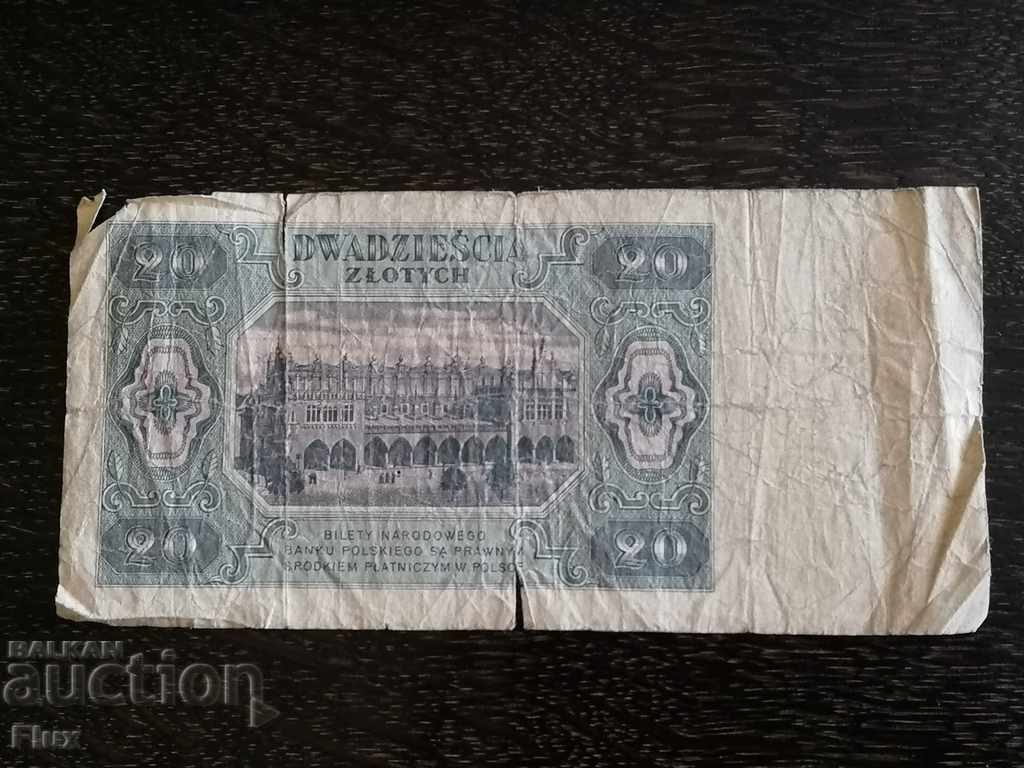 20 DWADZIEŚCIA 20
ZŁOTYCH
20 BILETY NARODOWEGO 20
BANKU POLSKIEGO SĄ PRAWNYM
ŚRODKIEM PŁATNICZYM W POLSCE
BALKAN
auction
Flux